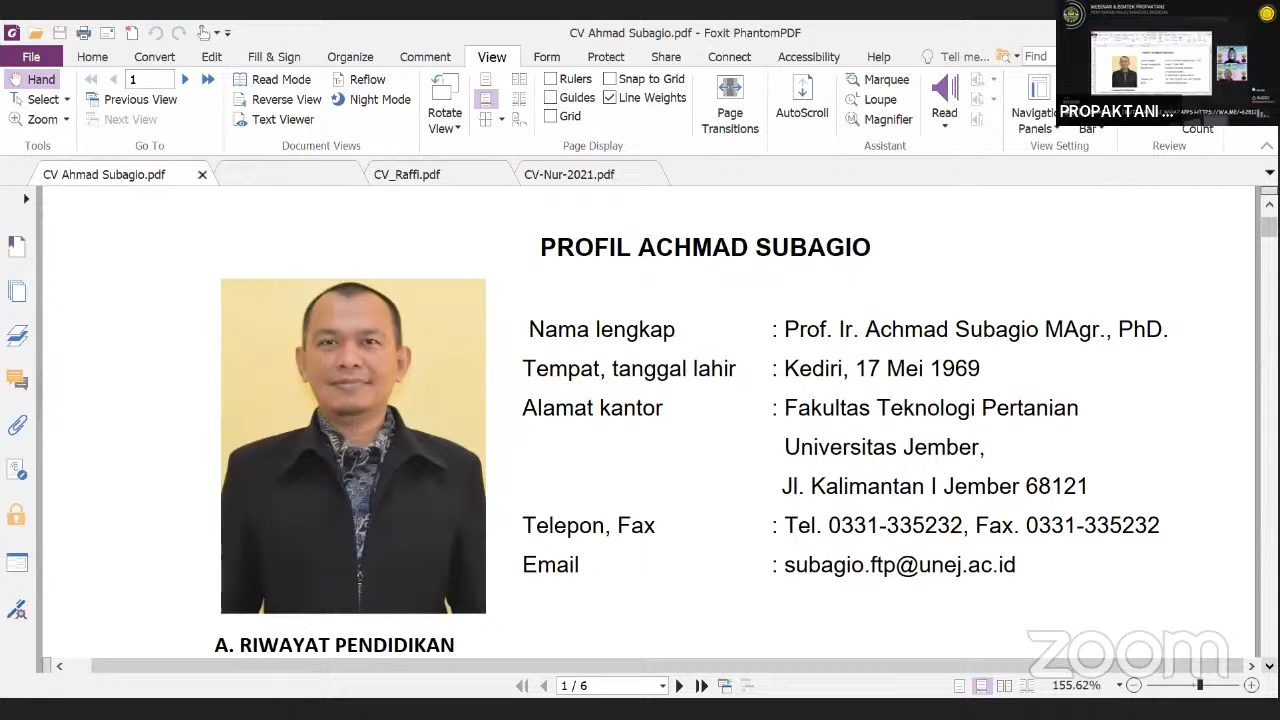 CV Ahmad Subagio.pdf - Foxit PhantomPDF
WEBINAR & BIMTEK PROPAKTANI
File Home Convert Edit Fill & Sign Organize Comment View Form Protect Share Connect Accessibility Help Tell me... Find
Hand 1 Read Mode Reflow Rulers Snap to Grid
Select Previous View Reverse View Night Mode Guides Line Weights Loupe
Zoom Next View Text Viewer Rotate View Grid Page Transitions AutoScroll Magnifier Read
PROPAKTANI ...
Count
Tools Go To Document Views Page Display Assistant View Setting Review
CV Ahmad Subagio.pdf CV_Raffi.pdf CV-Nur-2021.pdf
PROFIL ACHMAD SUBAGIO
Nama lengkap : Prof. Ir. Achmad Subagio MAgr., PhD.
Tempat, tanggal lahir : Kediri, 17 Mei 1969
Alamat kantor : Fakultas Teknologi Pertanian
Universitas Jember,
Jl. Kalimantan I Jember 68121
Telepon, Fax : Tel. 0331-335232, Fax. 0331-335232
Email : subagio.ftp@unej.ac.id
A. RIWAYAT PENDIDIKAN
zoom
1 / 6 155.62%